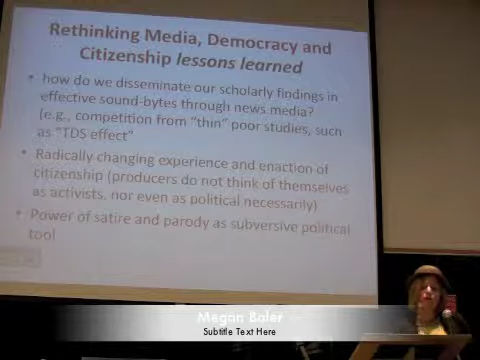 Rethinking Media, Democracy and
Citizenship lessons learned
• how do we disseminate our scholarly findings in
effective sound-bytes through news media?
(e.g., competition from "thin" poor studies, such
as "TDS effect"
• Radically changing experience and enaction of
citizenship (producers do not think of themselves
as activists, nor even as political necessarily)
• Power of satire and parody as subversive political
tool
Megan Boler
Subtitle Text Here